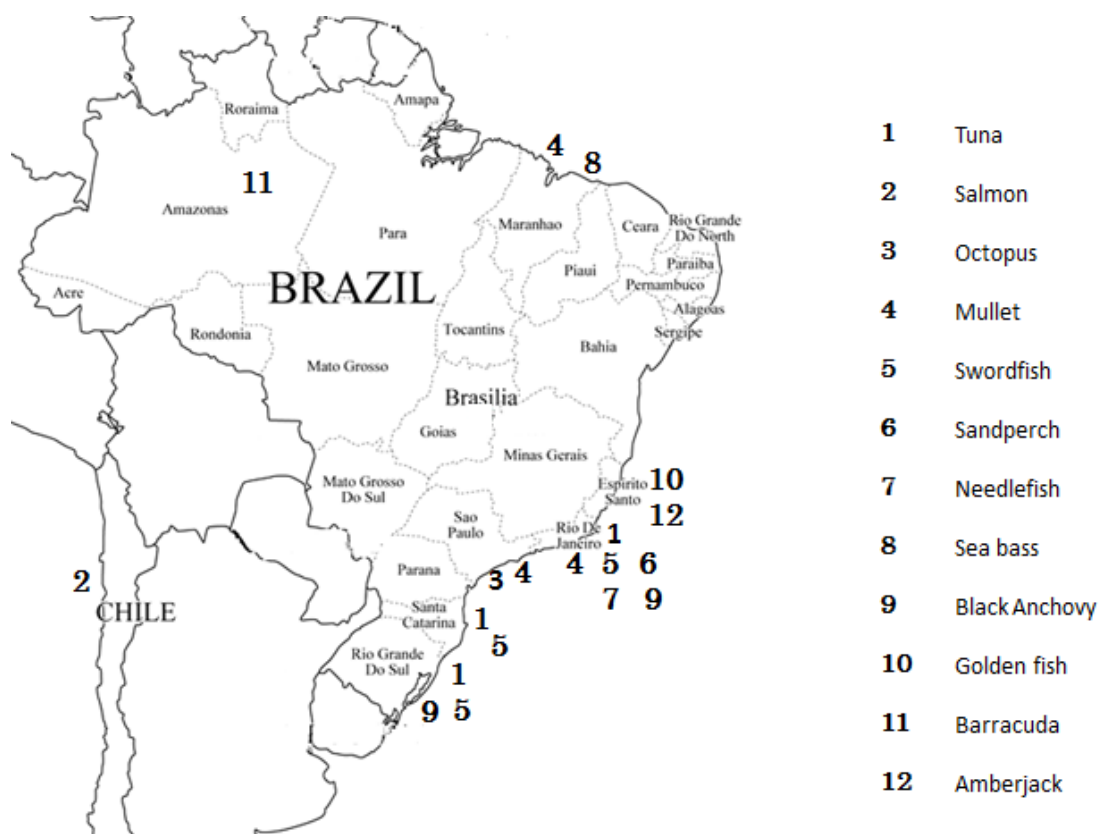 Amapa
Roraima
4
8
11
Amazonas
Maranhao
Ceara
Rio Grande
Do North
Para
Piaui
Paraiba
BRAZIL
Pernambuco
Acre
Alagoas
Rondonia
Tocantins
Sergipe
Bahia
Mato Grosso
Brasilia
Goias
Minas Gerais
Mato Grosso
Do Sul
Espirito
Santo
10
12
Sao
Paulo
Rio De
Janeiro
1
4
5
6
7
9
Parana
3
4
2
CHILE
Santa
Catarina
1
5
Rio Grande
Do Sul
1
9
5
1 Tuna
2 Salmon
3 Octopus
4 Mullet
5 Swordfish
6 Sandperch
7 Needlefish
8 Sea bass
9 Black Anchovy
10 Golden fish
11 Barracuda
12 Amberjack